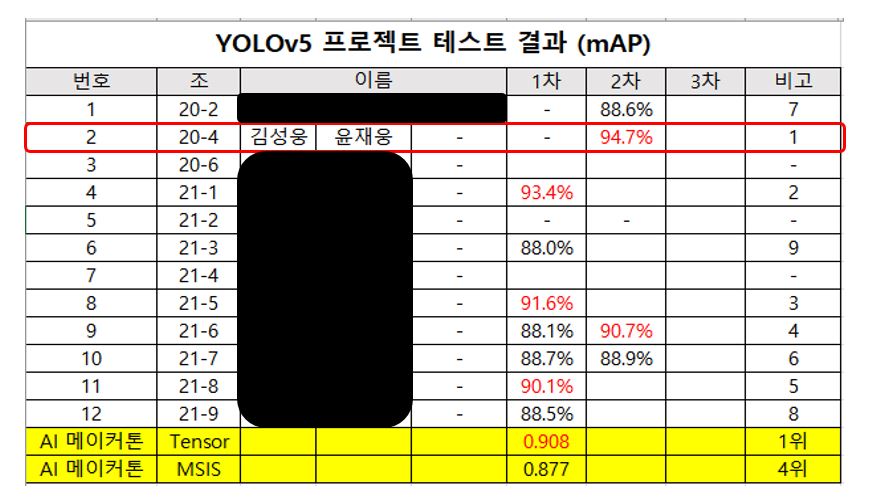 YOLOv5 프로젝트 테스트 결과 (mAP)
번호 조 이름 1차 2차 3차 비고
1 20-2 - 88.6% 7
2 20-4 김성웅 윤재웅 - - 94.7% 1
3 20-6 - -
4 21-1 - 93.4% 2
5 21-2 - - - -
6 21-3 - 88.0% 9
7 21-4 - -
8 21-5 - 91.6% 3
9 21-6 - 88.1% 90.7% 4
10 21-7 - 88.7% 88.9% 6
11 21-8 - 90.1% 5
12 21-9 - 88.5% 8
AI 메이커톤 Tensor 0.908 1위
AI 메이커톤 MSIS 0.877 4위